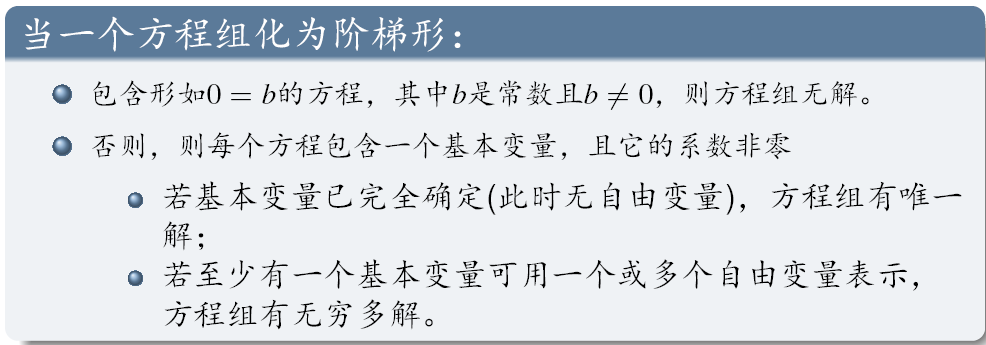 当一个方程组化为阶梯形：
包含形如0 = b的方程，其中b是常数且b ≠ 0，则方程组无解。
否则，则每个方程包含一个基本变量，且它的系数非零
若基本变量已完全确定(此时无自由变量)，方程组有唯一
解；
若至少有一个基本变量可用一个或多个自由变量表示，
方程组有无穷多解。